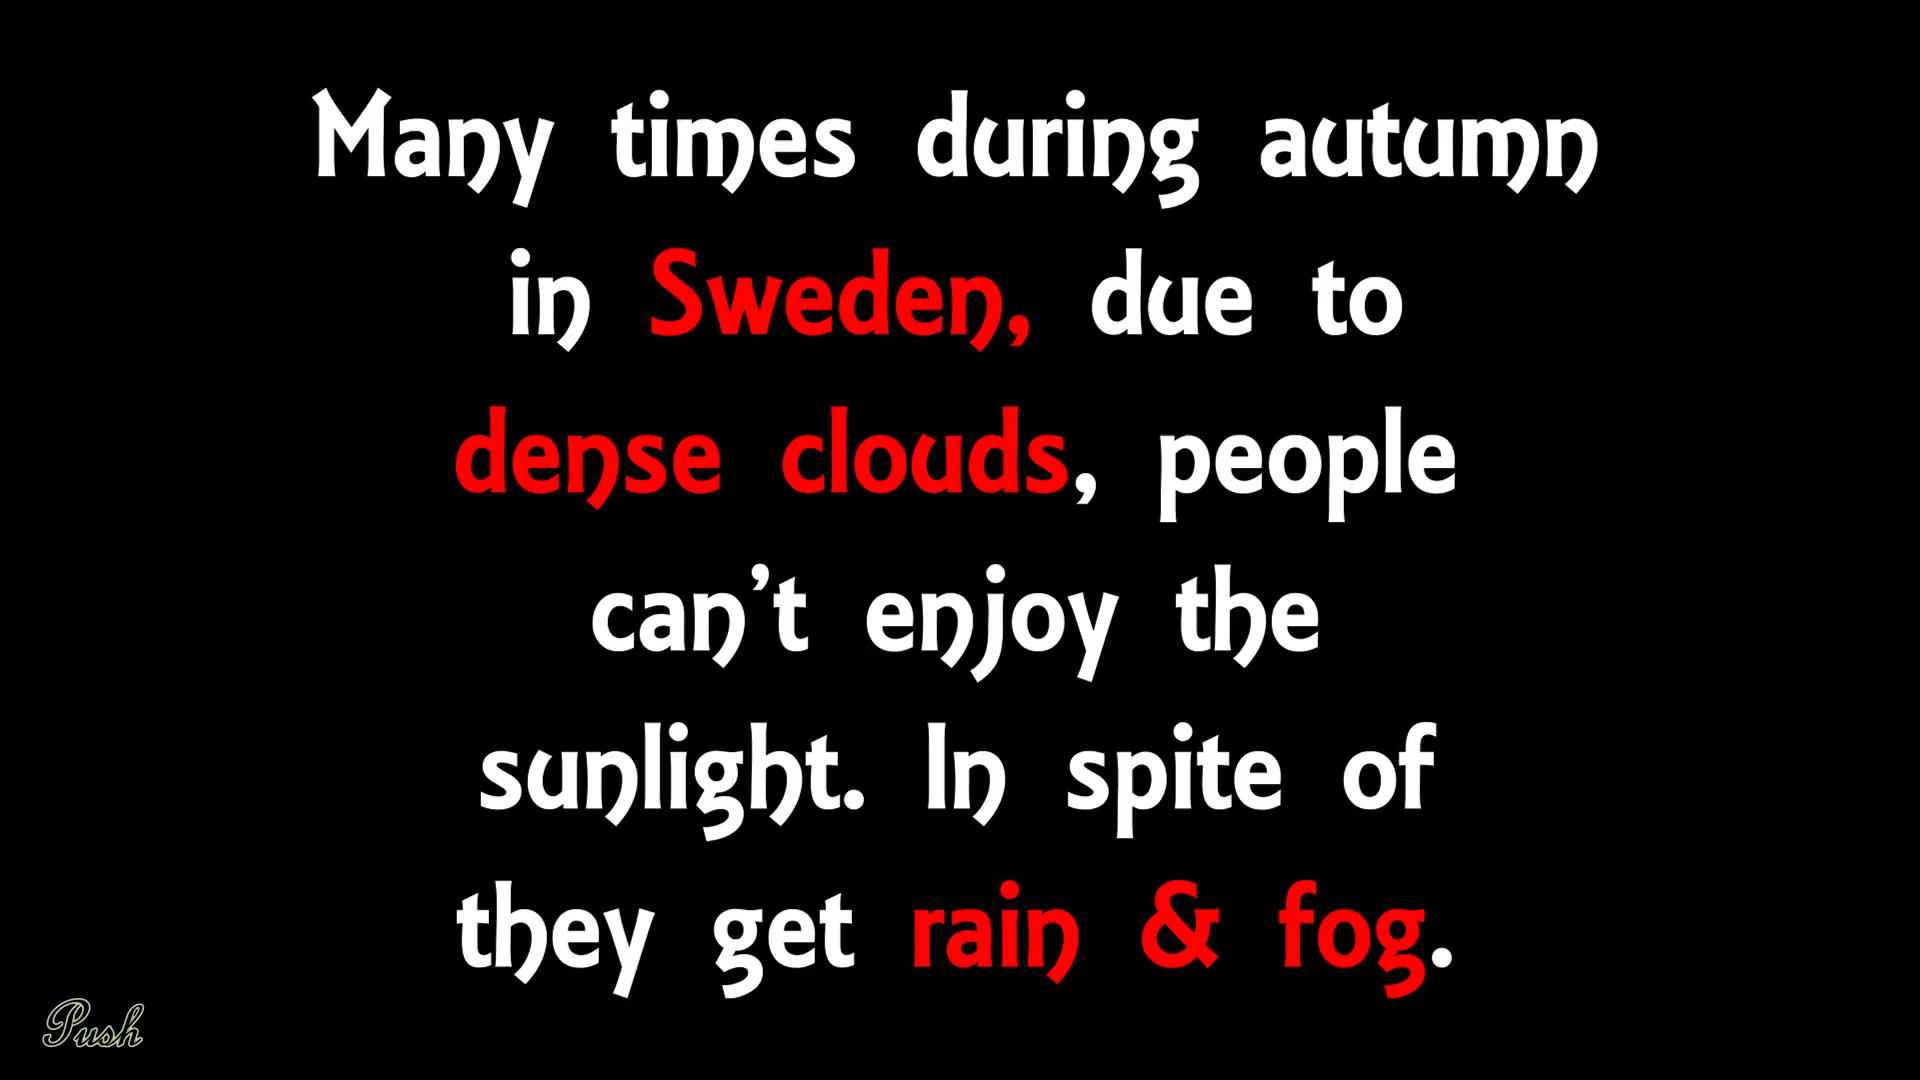 Many times during autumn
in Sweden, due to
dense clouds, people
can't enjoy the
sunlight. In spite of
they get rain & fog.
Push